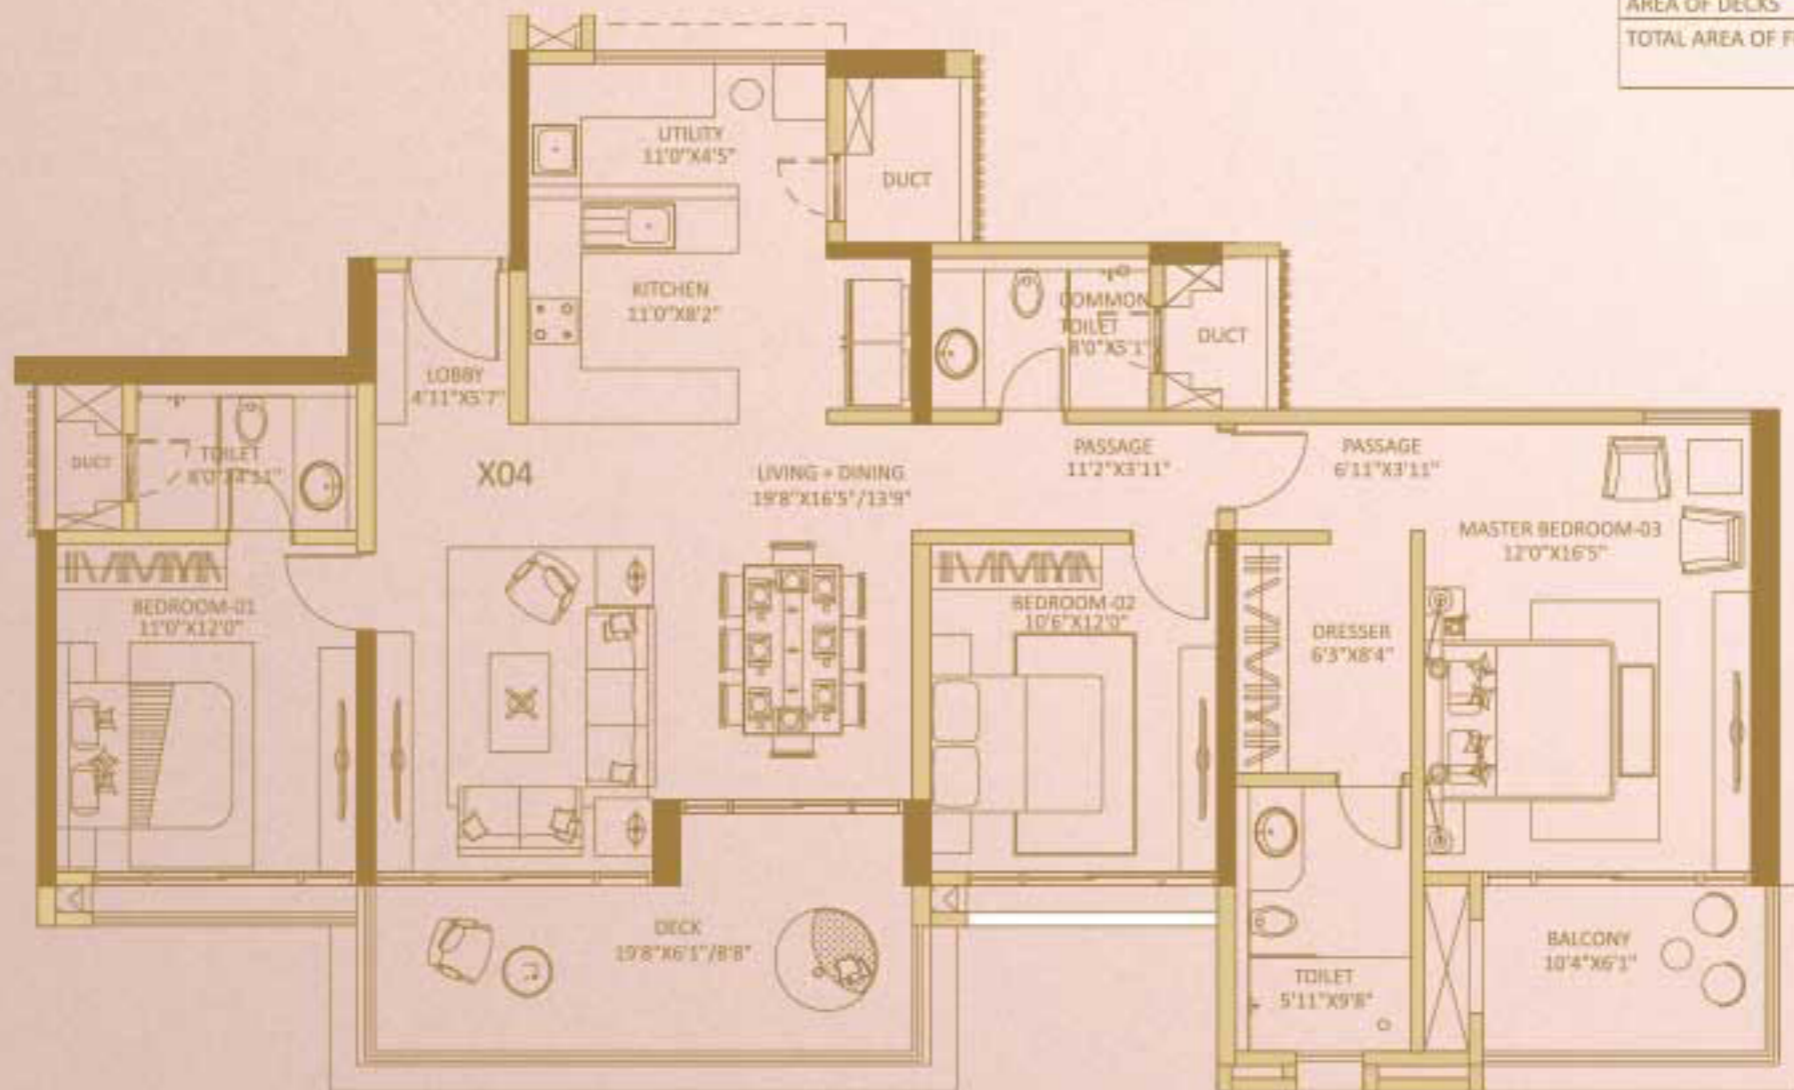 AREA OF DECKS
TOTAL AREA OF
UTILITY
11'0"X4'5"
DUCT
KITCHEN
11'0"X8'2"
COMMON
TOILET
8'0"X5'1"
DUCT
LOBBY
4'11"X5'7"
DUCT
TOILET
8'0"X4'11"
X04
LIVING + DINING
19'8"X16'5"/13'9"
PASSAGE
11'2"X3'11"
PASSAGE
6'11"X3'11"
MASTER BEDROOM-03
12'0"X16'5"
BEDROOM-01
11'0"X12'0"
BEDROOM-02
10'6"X12'0"
DRESSER
6'3"X8'4"
DECK
19'8"X6'1"/8'8"
BALCONY
10'4"X6'1"
TOILET
5'11"X9'8"